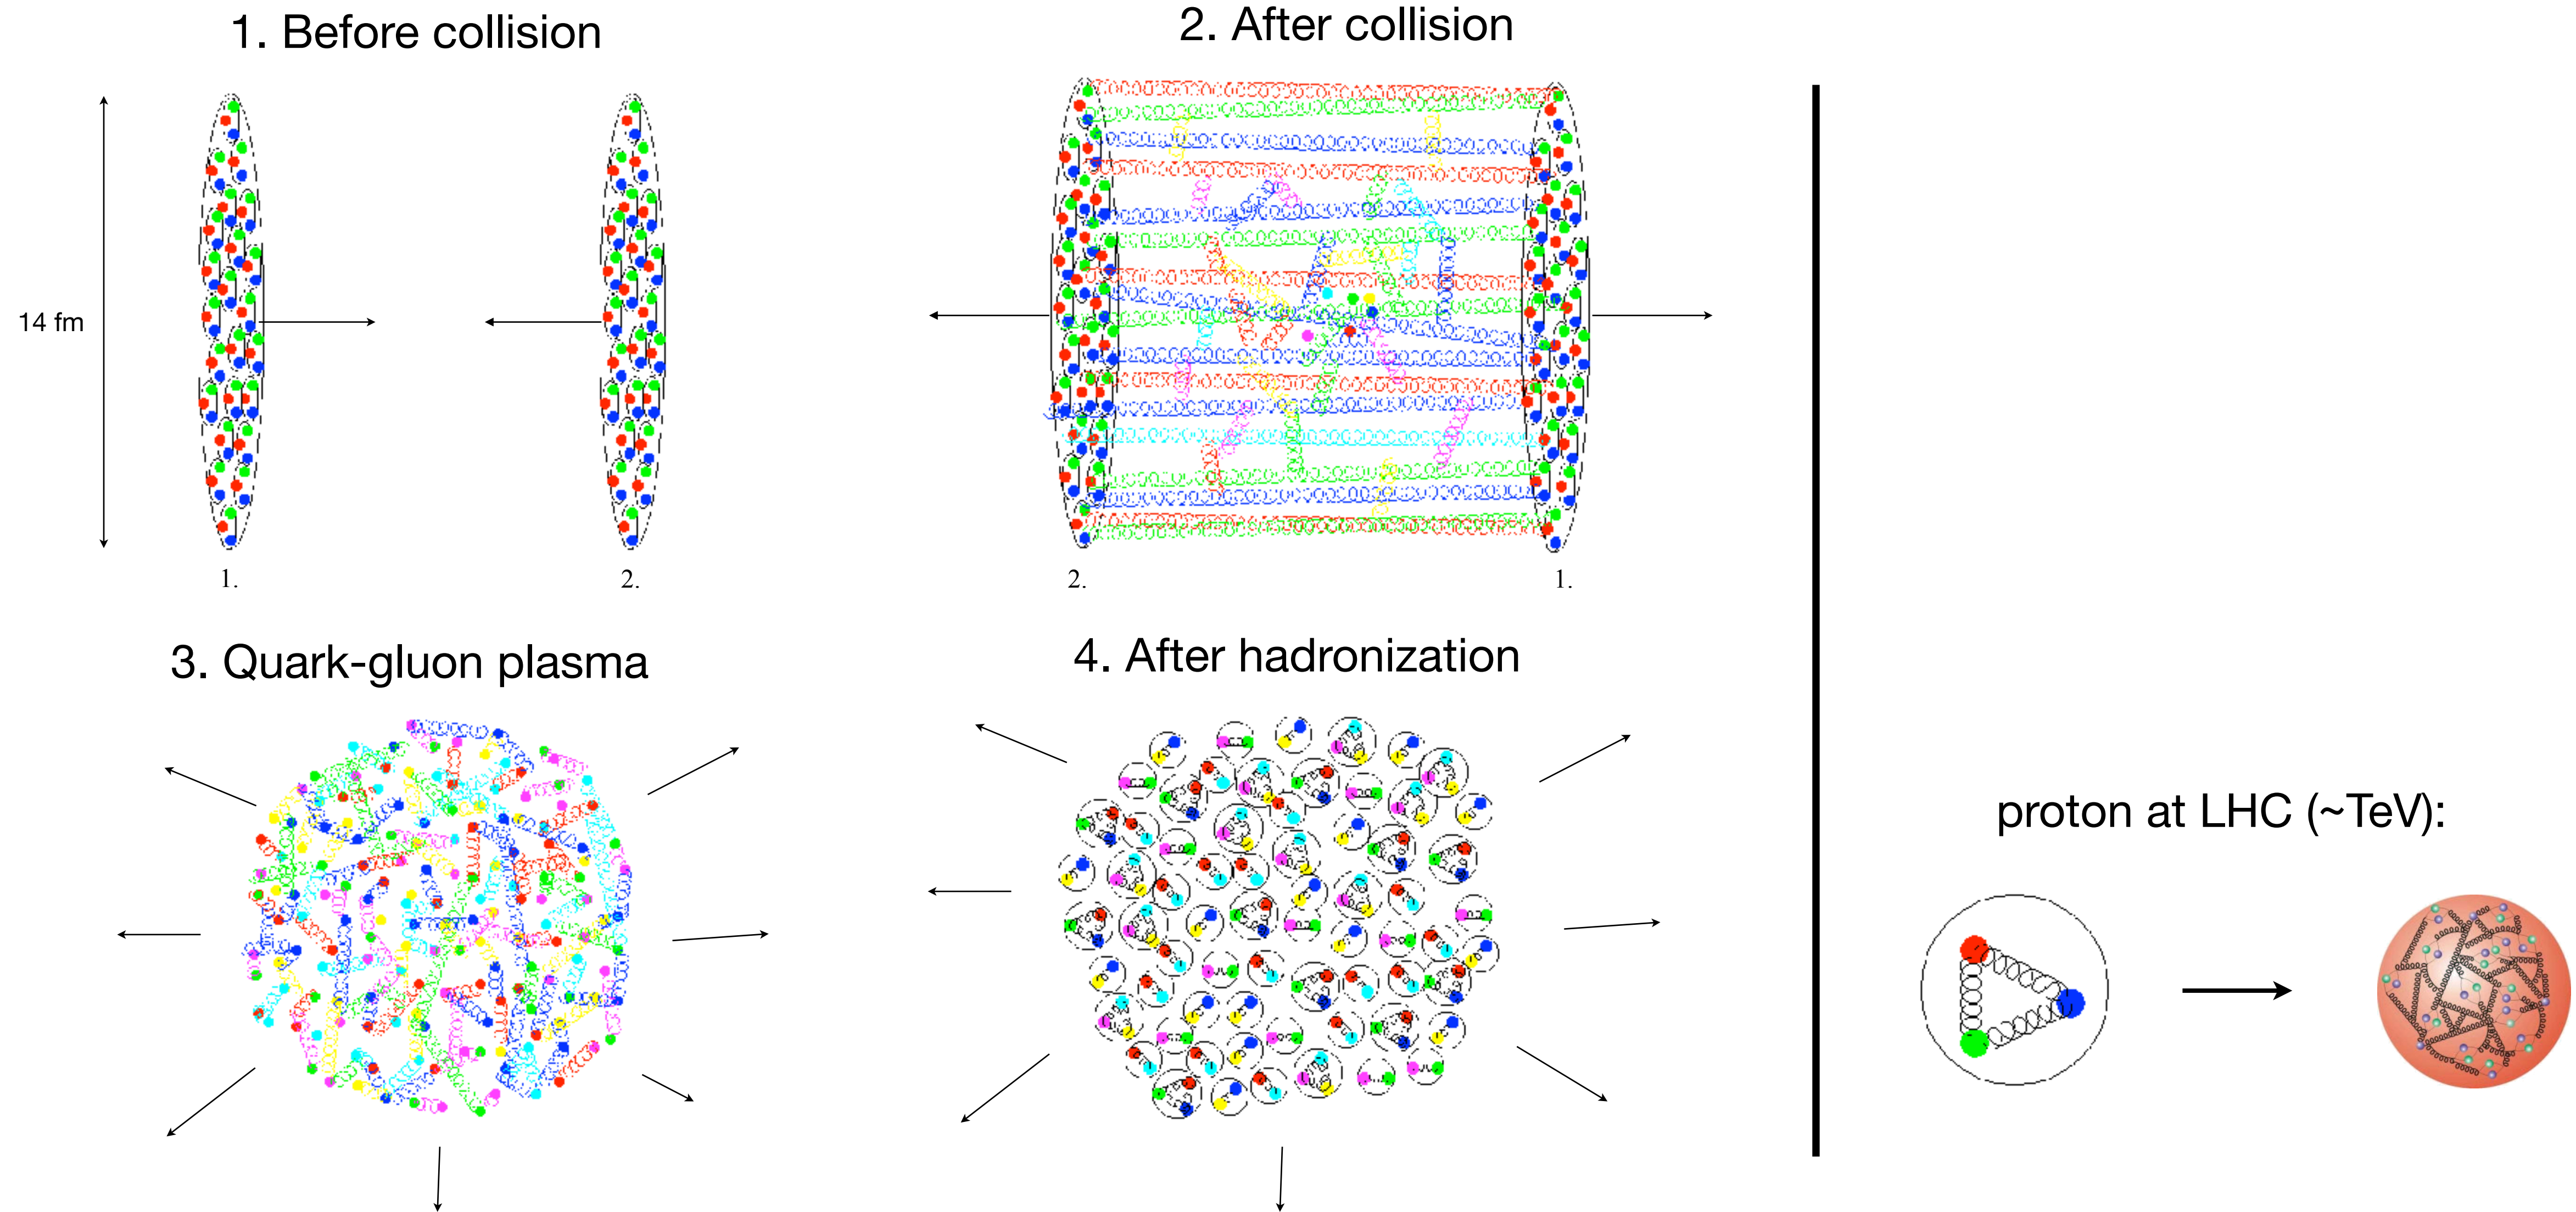 1. Before collision
2. After collision
14 fm
1.
2.
2.
1.
3. Quark-gluon plasma
4. After hadronization
proton at LHC (~TeV):